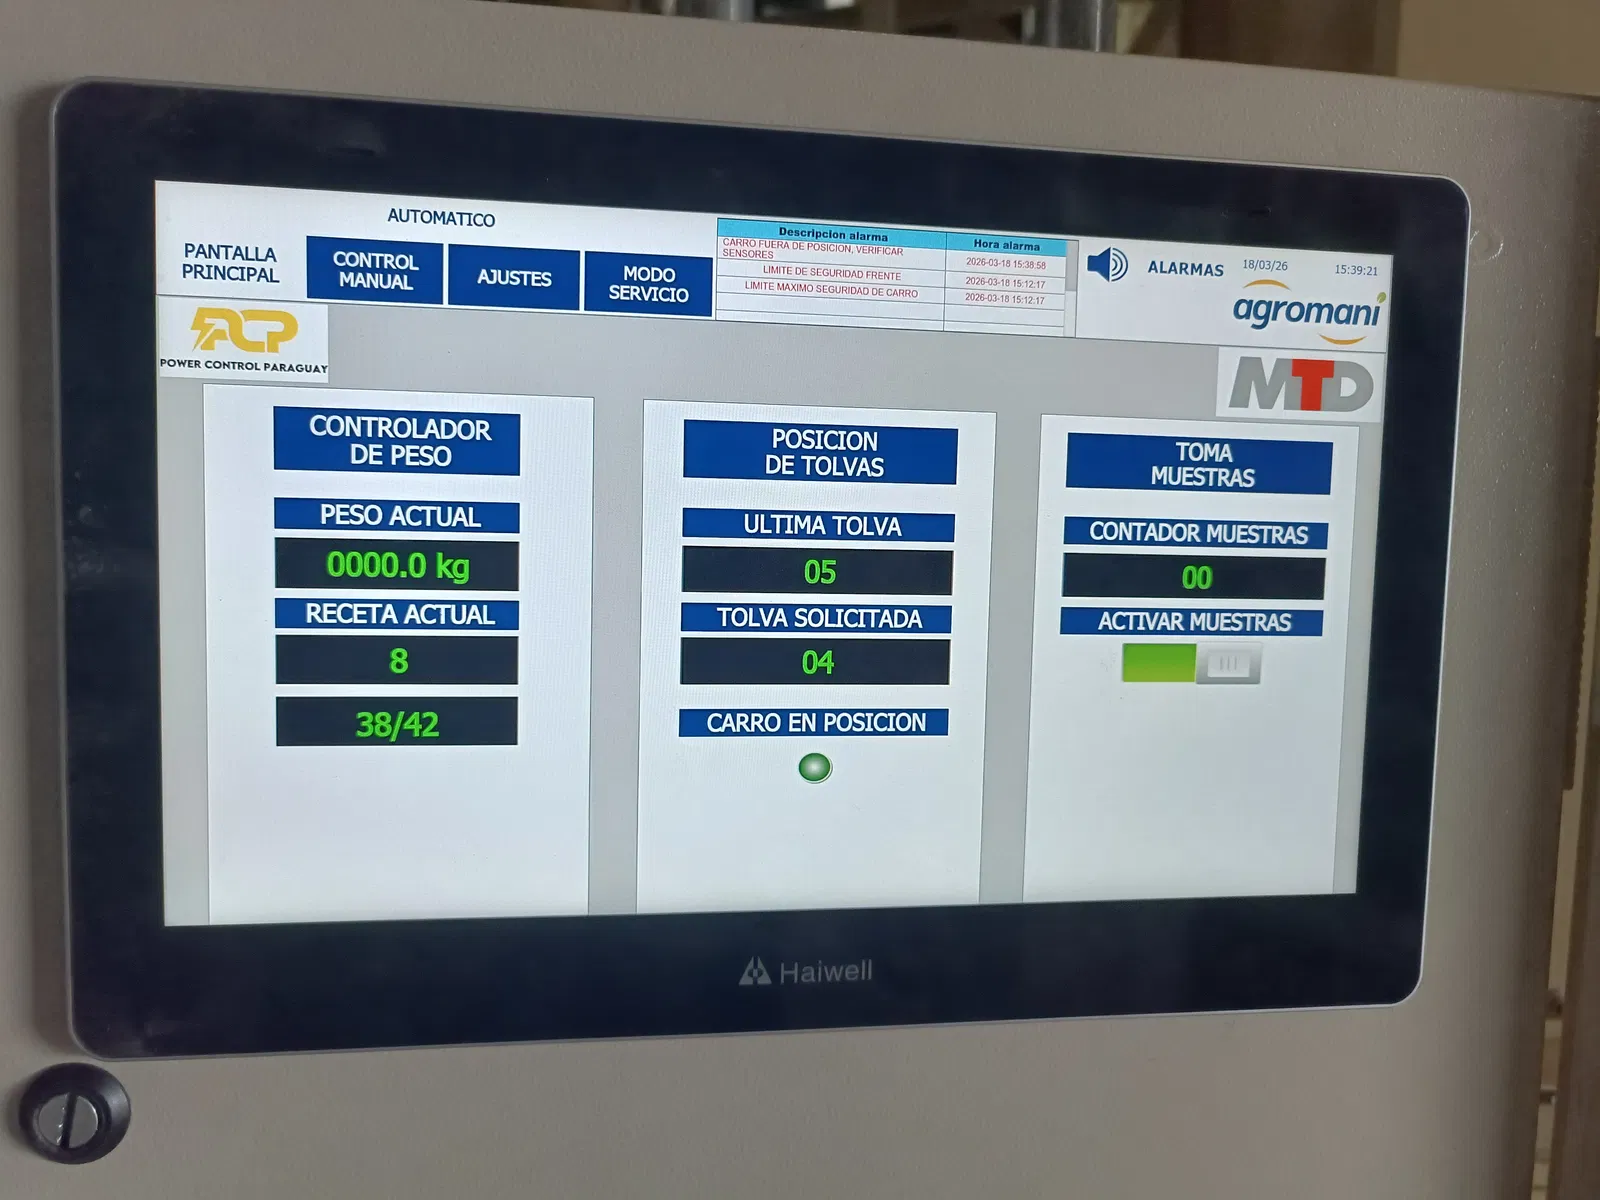 AUTOMATICO
PANTALLA
PRINCIPAL
CONTROL
MANUAL
AJUSTES
MODO
SERVICIO
Descripcion alarma
Hora alarma
CARRO FUERA DE POSICION, VERIFICAR
SENSORES
2026-03-18 15:38:58
LIMITE DE SEGURIDAD FRENTE
2026-03-18 15:12:17
LIMITE MAXIMO SEGURIDAD DE CARRO
2026-03-18 15:12:17
ALARMAS
18/03/26
15:39:21
agromani
PCP
POWER CONTROL PARAGUAY
MTD
CONTROLADOR
DE PESO
PESO ACTUAL
0000.0 kg
RECETA ACTUAL
8
38/42
POSICION
DE TOLVAS
ULTIMA TOLVA
05
TOLVA SOLICITADA
04
CARRO EN POSICION
TOMA
MUESTRAS
CONTADOR MUESTRAS
00
ACTIVAR MUESTRAS
Haiwell